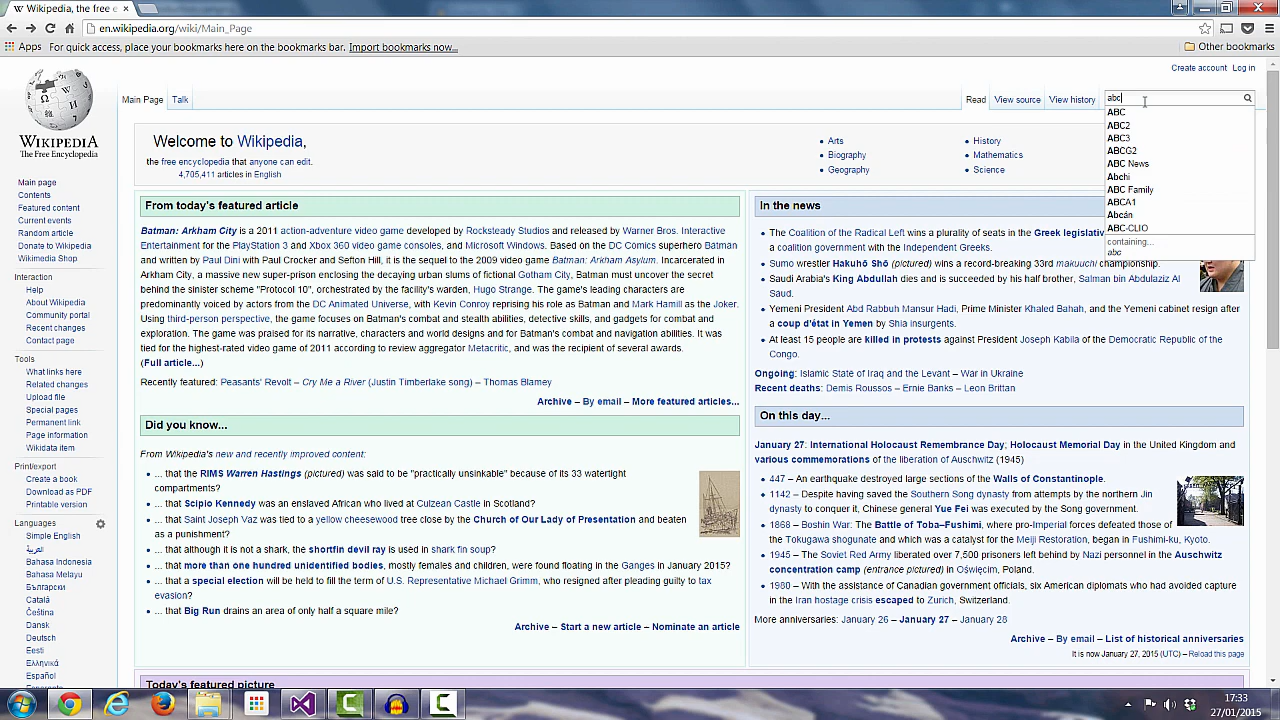 Wikipedia, the free e
en.wikipedia.org/wiki/Main_Page
Apps For quick access, place your bookmarks here on the bookmarks bar. Import bookmarks now... Other bookmarks
Create account Log in
Main Page Talk Read View source View history abc
ABC
ABC2
ABC3
ABCG2
ABC News
Abchi
ABC Family
ABCA1
Abcán
ABC-CLIO
containing...
abc
WIKIPEDIA
The Free Encyclopedia
Main page
Contents
Featured content
Current events
Random article
Donate to Wikipedia
Wikimedia Shop
Interaction
Help
About Wikipedia
Community portal
Recent changes
Contact page
Tools
What links here
Related changes
Upload file
Special pages
Permanent link
Page information
Wikidata item
Print/export
Create a book
Download as PDF
Printable version
Languages
Simple English
العربية
Bahasa Indonesia
Bahasa Melayu
Български
Català
Čeština
Dansk
Deutsch
Eesti
Ελληνικά
Español
Welcome to Wikipedia,
the free encyclopedia that anyone can edit.
4,705,411 articles in English
Arts
Biography
Geography
History
Mathematics
Science
From today's featured article
Batman: Arkham City is a 2011 action-adventure video game developed by Rocksteady Studios and released by Warner Bros. Interactive
Entertainment for the PlayStation 3 and Xbox 360 video game consoles, and Microsoft Windows. Based on the DC Comics superhero Batman
and written by Paul Dini with Paul Crocker and Sefton Hill, it is the sequel to the 2009 video game Batman: Arkham Asylum. Incarcerated in
Arkham City, a massive new super-prison enclosing the decaying urban slums of fictional Gotham City, Batman must uncover the secret
behind the sinister scheme "Protocol 10", orchestrated by the facility's warden, Hugo Strange. The game's leading characters are
predominantly voiced by actors from the DC Animated Universe, with Kevin Conroy reprising his role as Batman and Mark Hamill as the Joker.
Using third-person perspective, the game focuses on Batman's combat and stealth abilities, detective skills, and gadgets for combat and
exploration. The game was praised for its narrative, characters and world designs and for Batman's combat and navigation abilities. It was
tied for the highest-rated video game of 2011 according to review aggregator Metacritic, and was the recipient of several awards.
(Full article...)
Recently featured: Peasants' Revolt – Cry Me a River (Justin Timberlake song) – Thomas Blamey
Archive – By email – More featured articles...
Did you know...
From Wikipedia's new and recently improved content:
... that the RIMS Warren Hastings (pictured) was said to be "practically unsinkable" because of its 33 watertight
compartments?
... that Scipio Kennedy was an enslaved African who lived at Culzean Castle in Scotland?
... that Saint Joseph Vaz was tied to a yellow cheesewood tree close by the Church of Our Lady of Presentation and beaten
as a punishment?
... that although it is not a shark, the shortfin devil ray is used in shark fin soup?
... that more than one hundred unidentified bodies, mostly females and children, were found floating in the Ganges in January 2015?
... that a special election will be held to fill the term of U.S. Representative Michael Grimm, who resigned after pleading guilty to tax
evasion?
... that Big Run drains an area of only half a square mile?
Archive – Start a new article – Nominate an article
In the news
The Coalition of the Radical Left wins a plurality of seats in the Greek legislativ
a coalition government with the Independent Greeks.
Sumo wrestler Hakuhō Shō (pictured) wins a record-breaking 33rd makuuchi championship.
Saudi Arabia's King Abdullah dies and is succeeded by his half brother, Salman bin Abdulaziz Al
Saud.
Yemeni President Abd Rabbuh Mansur Hadi, Prime Minister Khaled Bahah, and the Yemeni cabinet resign after
a coup d'état in Yemen by Shia insurgents.
At least 15 people are killed in protests against President Joseph Kabila of the Democratic Republic of the
Congo.
Ongoing: Islamic State of Iraq and the Levant – War in Ukraine
Recent deaths: Demis Roussos – Ernie Banks – Leon Brittan
On this day...
January 27: International Holocaust Remembrance Day; Holocaust Memorial Day in the United Kingdom and
various commemorations of the liberation of Auschwitz (1945)
447 – An earthquake destroyed large sections of the Walls of Constantinople.
1142 – Despite having saved the Southern Song dynasty from attempts by the northern Jin
dynasty to conquer it, Chinese general Yue Fei was executed by the Song government.
1868 – Boshin War: The Battle of Toba–Fushimi, where pro-Imperial forces defeated those of
the Tokugawa shogunate and which was a catalyst for the Meiji Restoration, began in Fushimi-ku, Kyoto.
1945 – The Soviet Red Army liberated over 7,500 prisoners left behind by Nazi personnel in the Auschwitz
concentration camp (entrance pictured) in Oświęcim, Poland.
1980 – With the assistance of Canadian government officials, six American diplomats who had avoided capture
in the Iran hostage crisis escaped to Zurich, Switzerland.
More anniversaries: January 26 – January 27 – January 28
Archive – By email – List of historical anniversaries
It is now January 27, 2015 (UTC) – Reload this page
Today's featured picture
17:33
27/01/2015